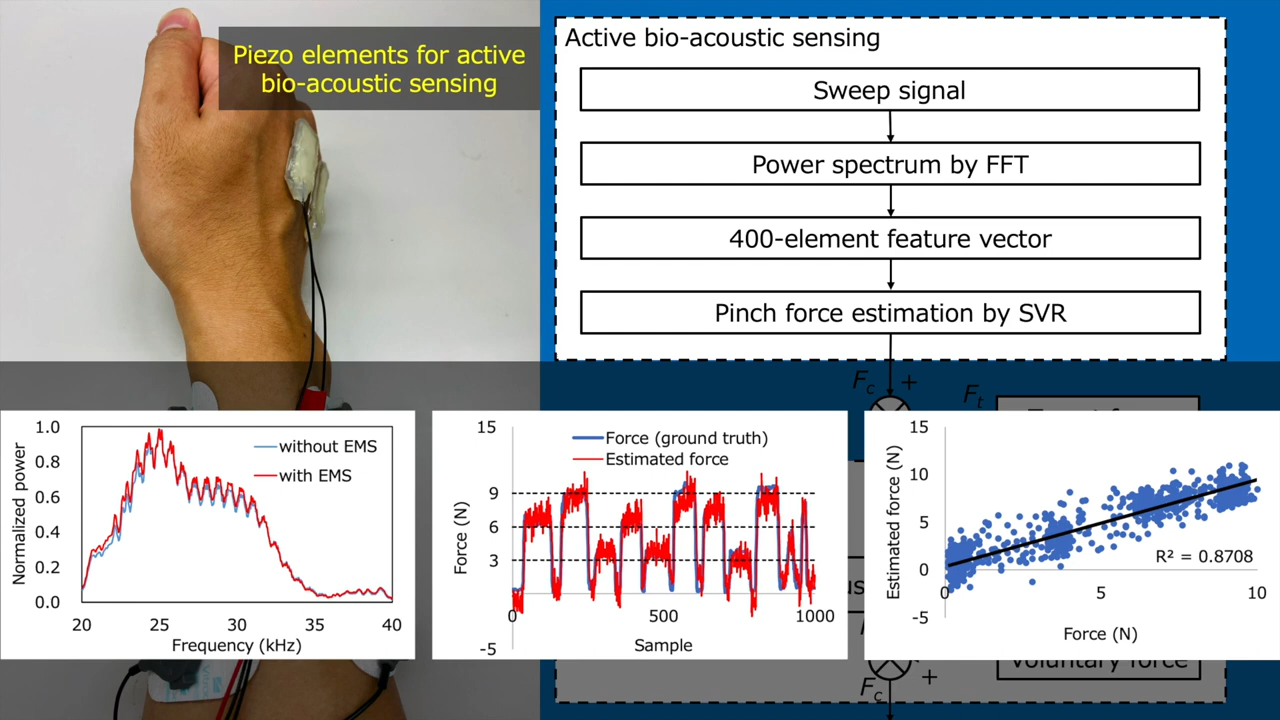 Piezo elements for active
bio-acoustic sensing
Active bio-acoustic sensing
Sweep signal
Power spectrum by FFT
400-element feature vector
Pinch force estimation by SVR
Fc
+
Ft
1.0
0.8
0.6
0.4
0.2
0.0
Normalized power
without EMS
with EMS
20
25
30
35
40
Frequency (kHz)
15
9
6
3
-5
Force (N)
Force (ground truth)
Estimated force
0
500
1000
Sample
15
10
5
0
-5
Estimated force (N)
R² = 0.8708
0
5
10
Force (N)
voluntary force
Fc
+